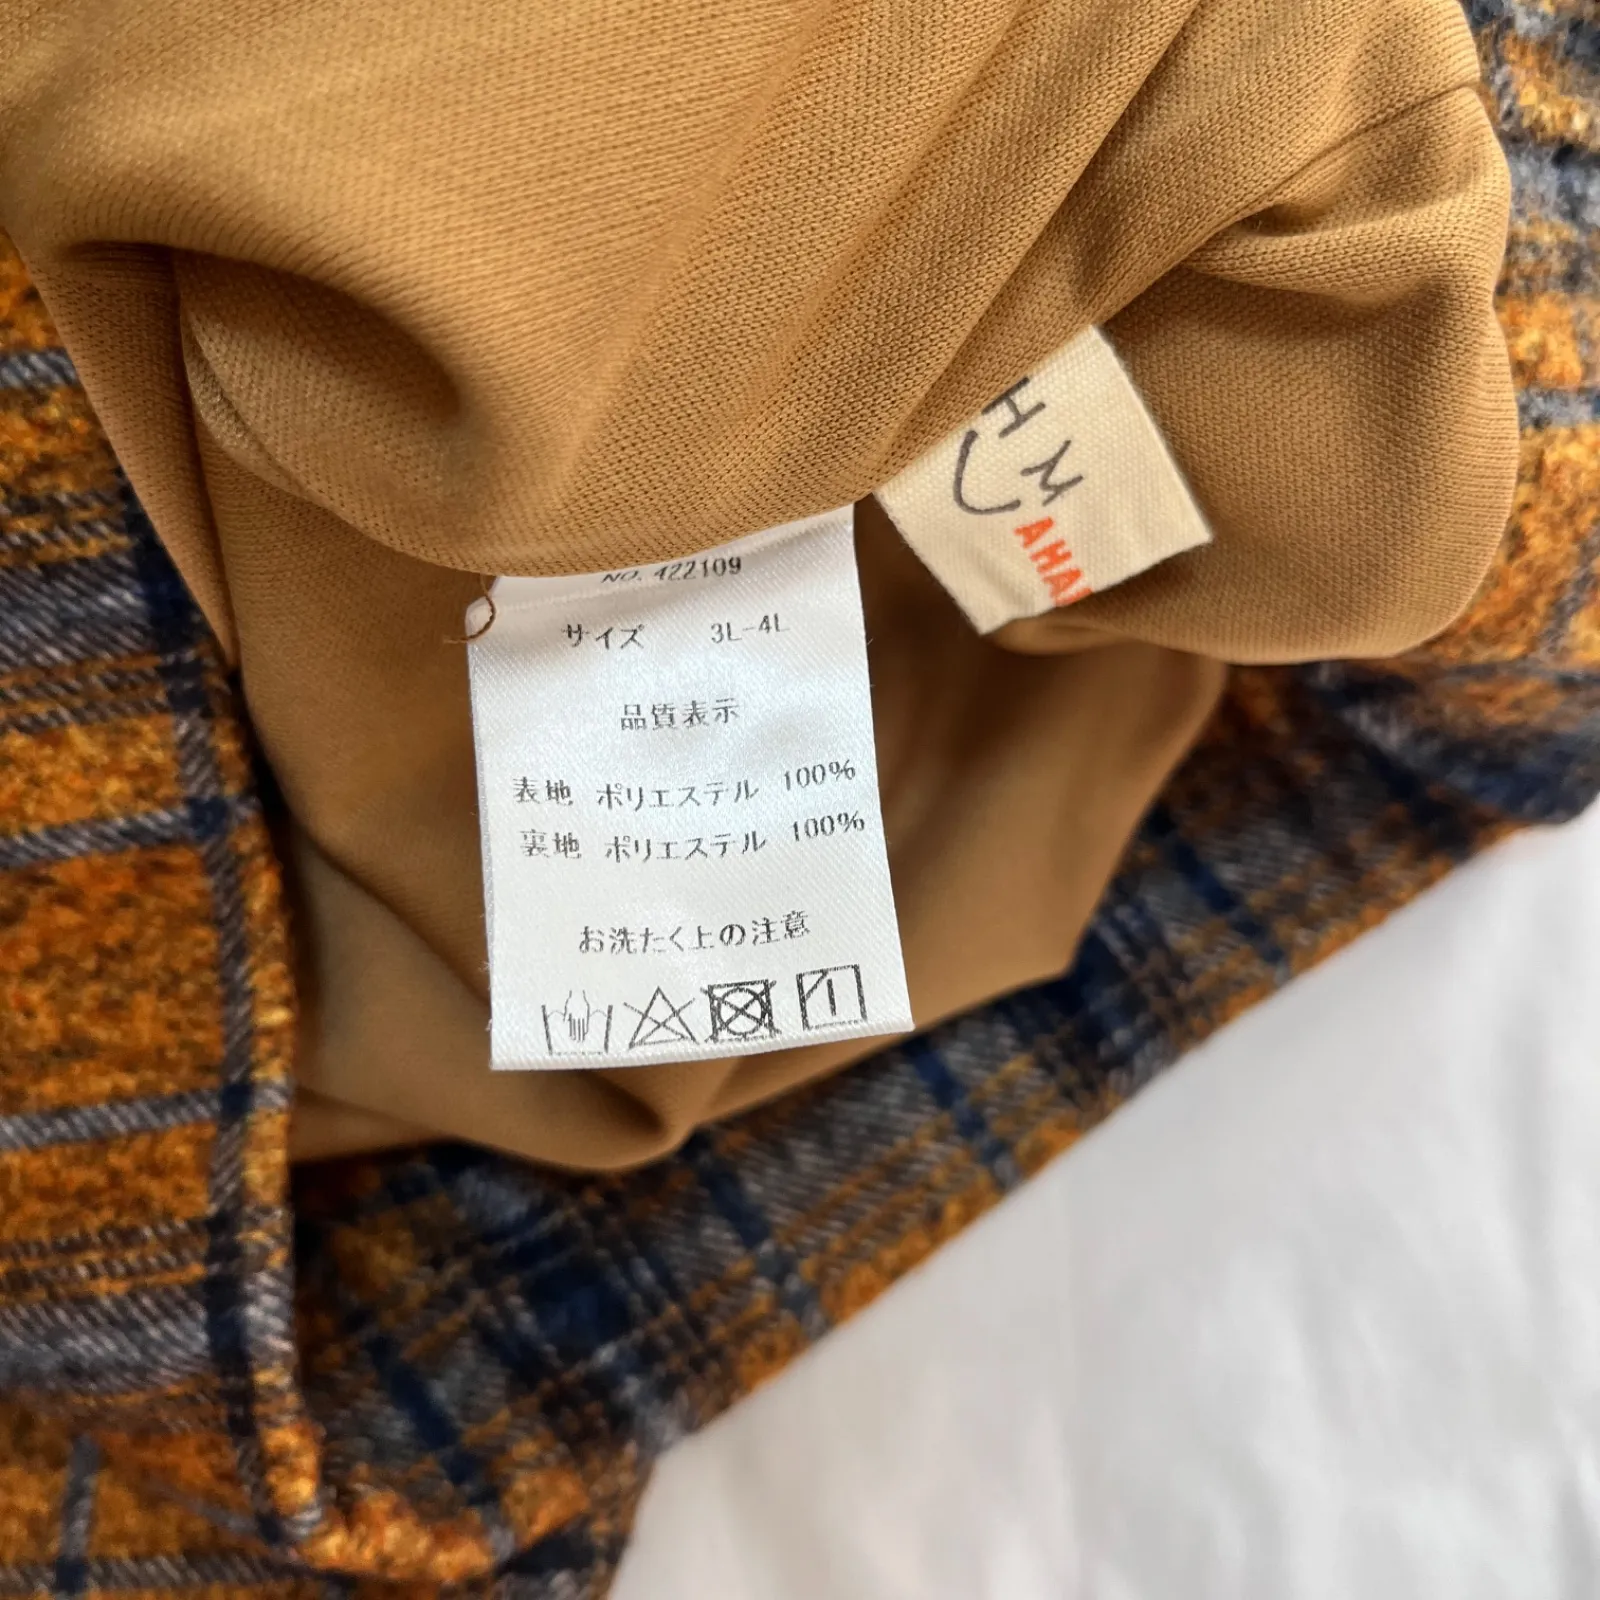 NO. 422109
サイズ 3L-4L
品質表示
表地 ポリエステル 100%
裏地 ポリエステル 100%
お洗たく上の注意
H M
AHA